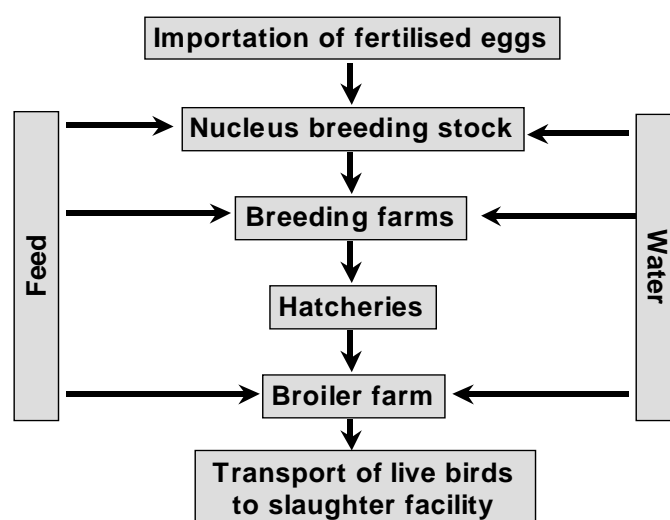 Importation of fertilised eggs
Nucleus breeding stock
Breeding farms
Feed
Water
Hatcheries
Broiler farm
Transport of live birds
to slaughter facility